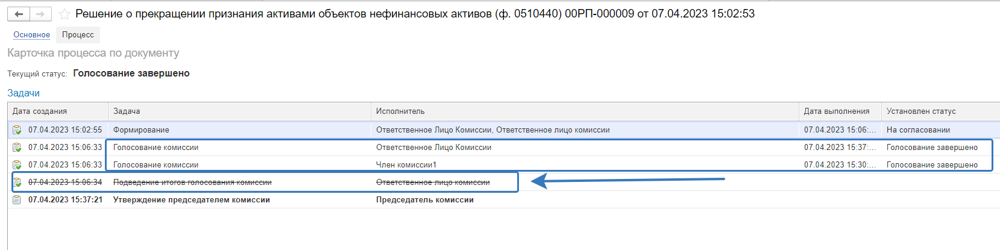 Решение о прекращении признания активами объектов нефинансовых активов (ф. 0510440) 00РП-000009 от 07.04.2023 15:02:53
Основное Процесс
Карточка процесса по документу
Текущий статус: Голосование завершено
Задачи
Дата создания Задача Исполнитель Дата выполнения Установлен статус
07.04.2023 15:02:55 Формирование Ответственное Лицо Комиссии, Ответственное лицо комиссии 07.04.2023 15:06:... На согласовании
07.04.2023 15:06:33 Голосование комиссии Ответственное Лицо Комиссии 07.04.2023 15:37:... Голосование завершено
07.04.2023 15:06:33 Голосование комиссии Член комиссии1 07.04.2023 15:30:... Голосование завершено
07.04.2023 15:06:34 Подведение итогов голосования комиссии Ответственное лицо комиссии
07.04.2023 15:37:21 Утверждение председателем комиссии Председатель комиссии